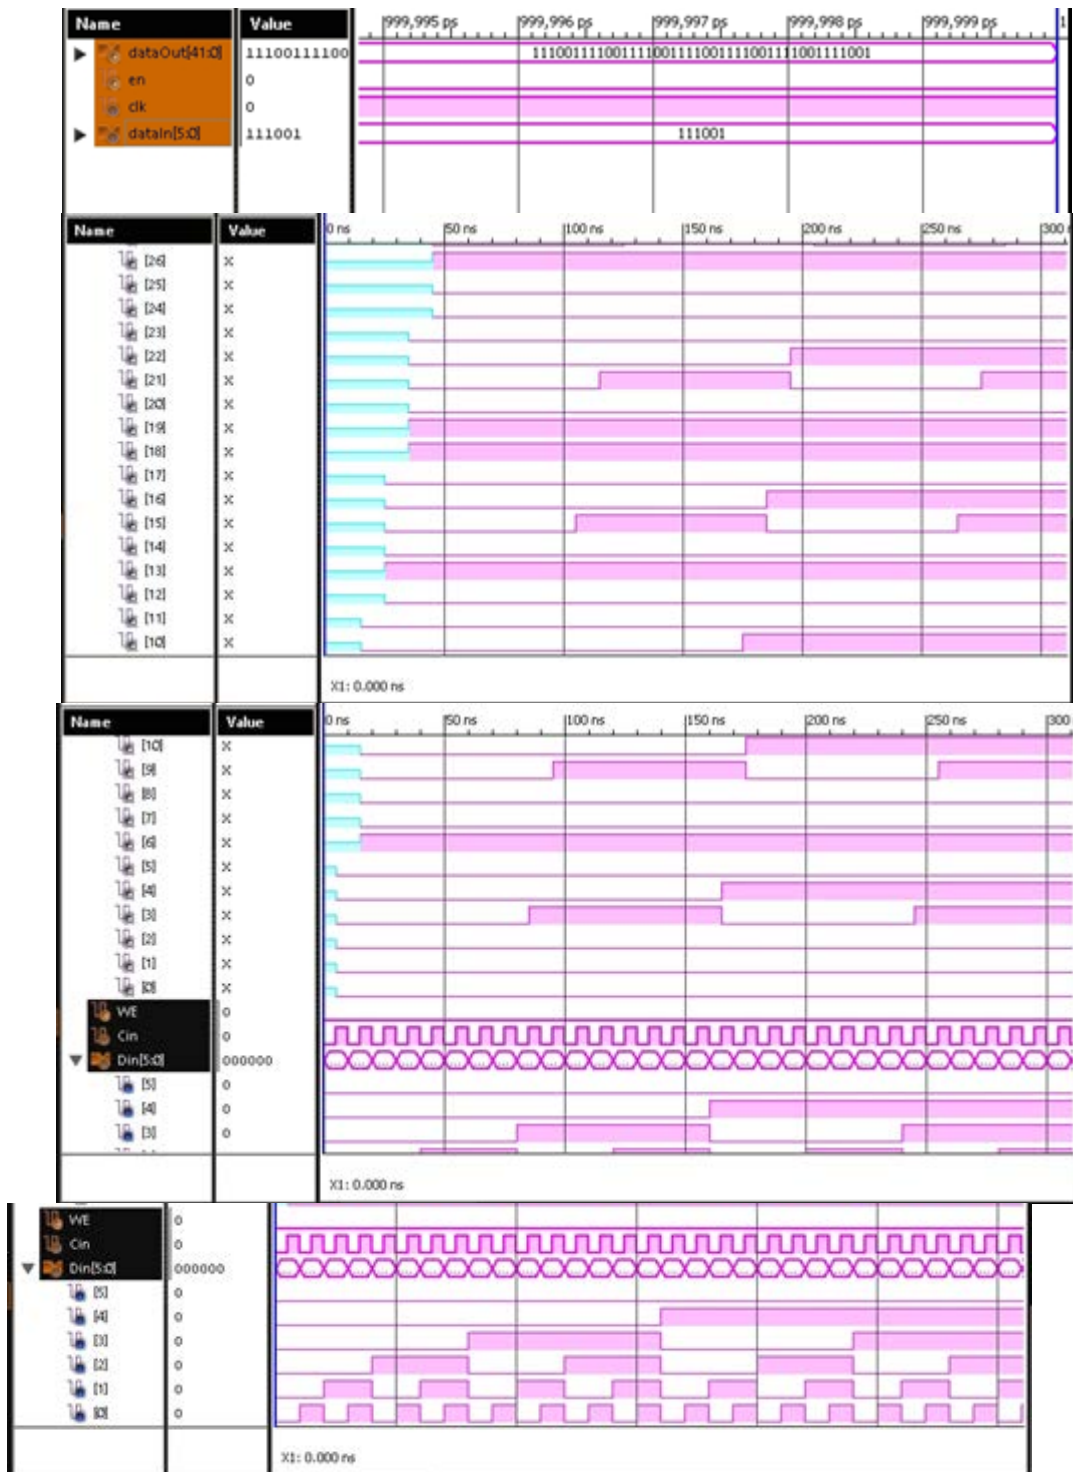 Name Value 999,995 ps 999,996 ps 999,997 ps 999,998 ps 999,999 ps 1
dataOut[41:0] 11100111100 111001111001111001111001111001111001111001
en 0
clk 0
dataIn[5:0] 111001 111001
Name Value 0 ns 50 ns 100 ns 150 ns 200 ns 250 ns 300
[26] X
[25] X
[24] X
[23] X
[22] X
[21] X
[20] X
[19] X
[18] X
[17] X
[16] X
[15] X
[14] X
[13] X
[12] X
[11] X
[10] X
X1: 0.000 ns
Name Value 0 ns 50 ns 100 ns 150 ns 200 ns 250 ns 300
[10] X
[9] X
[8] X
[7] X
[6] X
[5] X
[4] X
[3] X
[2] X
[1] X
[0] X
WE 0
Cin 0
Din[5:0] 000000
[5] 0
[4] 0
[3] 0
X1: 0.000 ns
WE 0
Cin 0
Din[5:0] 000000
[5] 0
[4] 0
[3] 0
[2] 0
[1] 0
[0] 0
X1: 0.000 ns